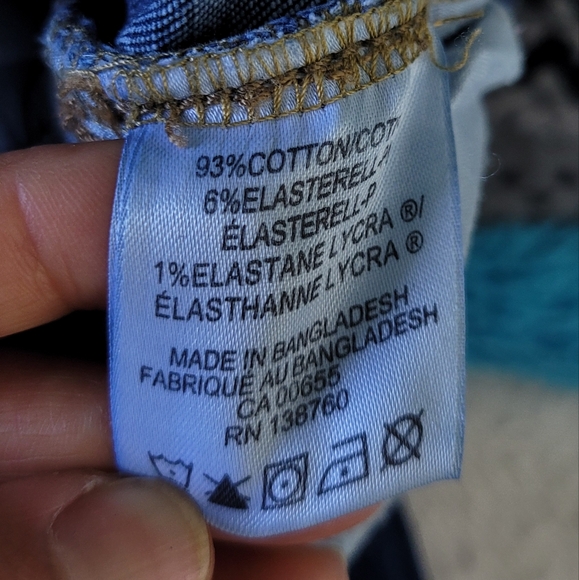 93%COTTON/COT
6%ELASTERELL-P
ÉLASTERELL-P
1%ELASTANE LYCRA ®/
ÉLASTHANNE LYCRA ®
MADE IN BANGLADESH
FABRIQUÉ AU BANGLADESH
CA 00655
RN 138760